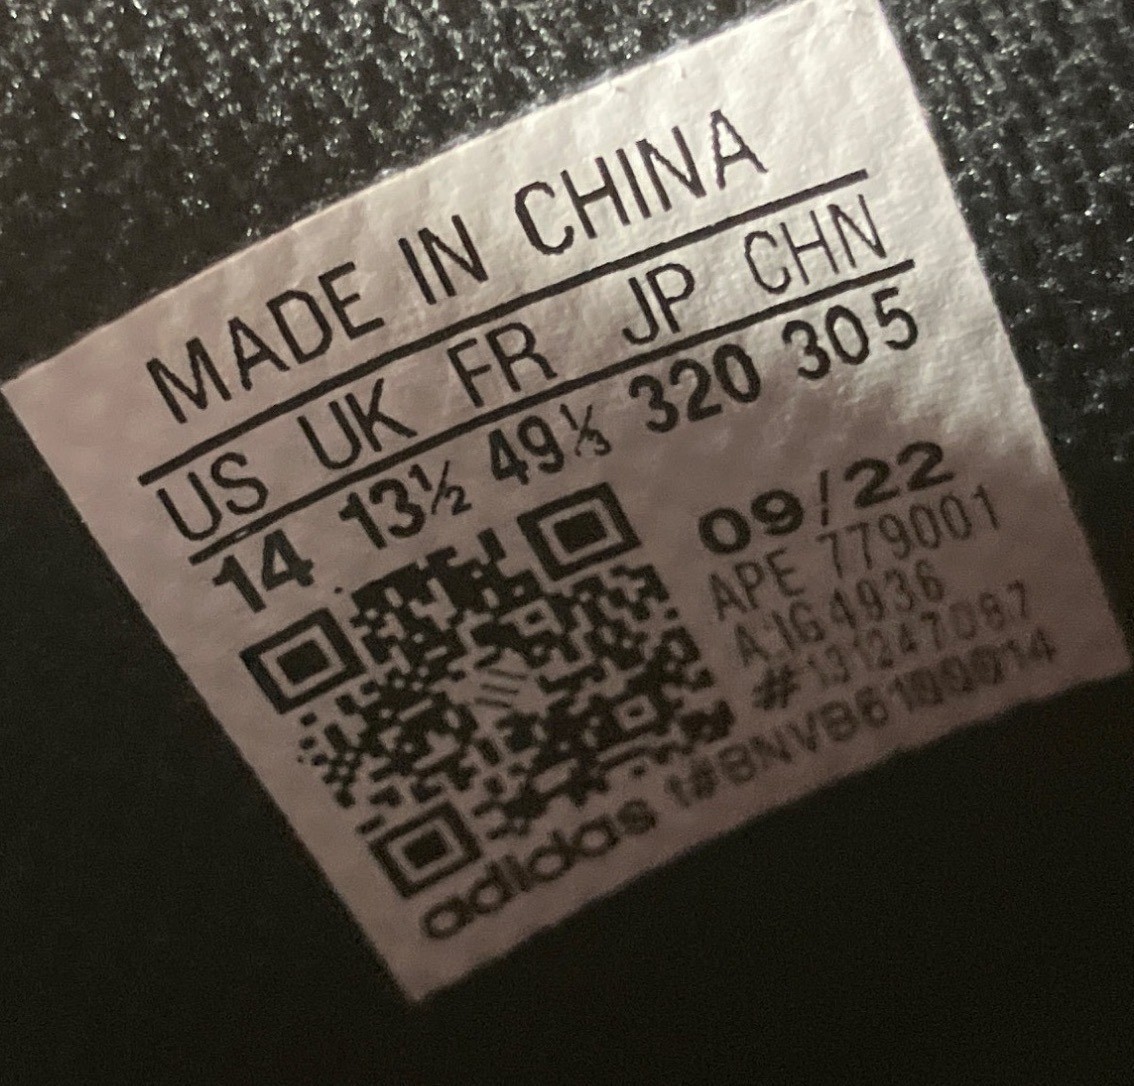 MADE IN CHINA
US UK FR JP CHN
14 13½ 49⅓ 320 305
09/22
APE 779001
A:IG4936
#131247087
adidas